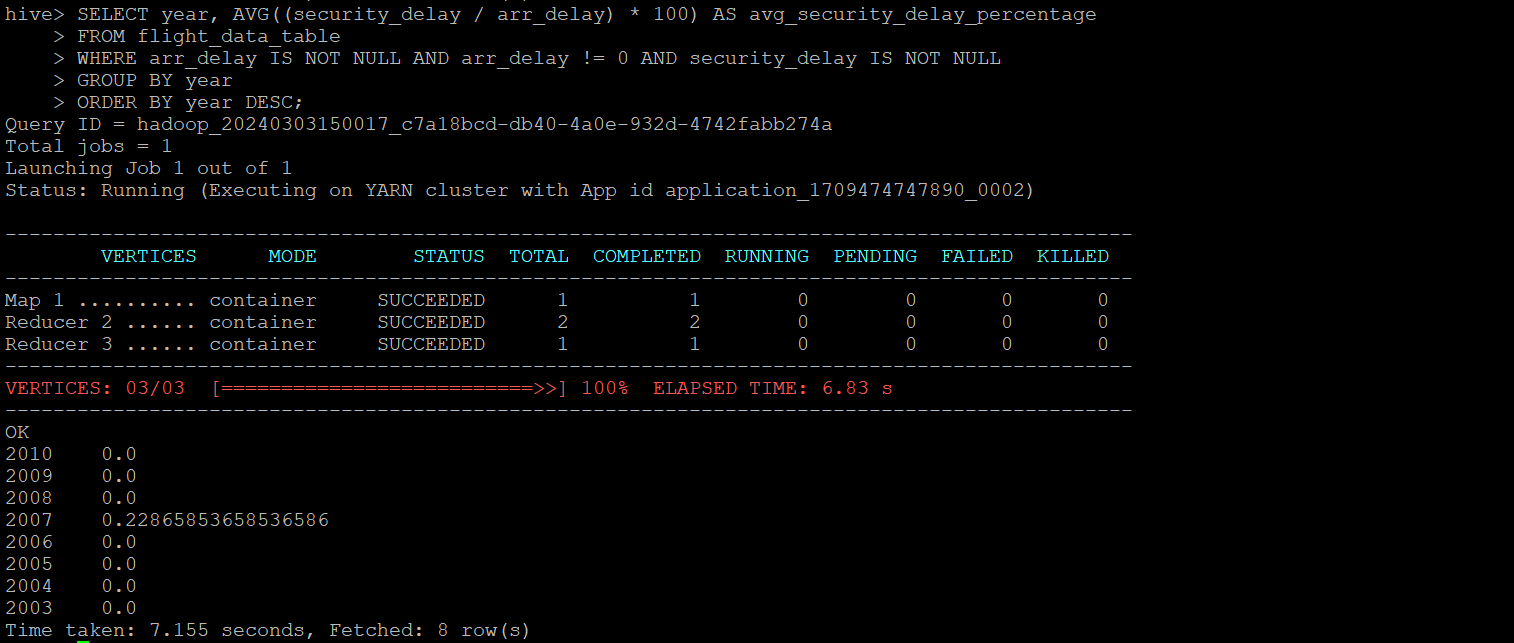 hive> SELECT year, AVG((security_delay / arr_delay) * 100) AS avg_security_delay_percentage
    > FROM flight_data_table
    > WHERE arr_delay IS NOT NULL AND arr_delay != 0 AND security_delay IS NOT NULL
    > GROUP BY year
    > ORDER BY year DESC;
Query ID = hadoop_20240303150017_c7a18bcd-db40-4a0e-932d-4742fabb274a
Total jobs = 1
Launching Job 1 out of 1
Status: Running (Executing on YARN cluster with App id application_1709474747890_0002)

----------------------------------------------------------------------------------------------
        VERTICES      MODE        STATUS  TOTAL  COMPLETED  RUNNING  PENDING  FAILED  KILLED
----------------------------------------------------------------------------------------------
Map 1 .......... container     SUCCEEDED      1          1        0        0       0       0
Reducer 2 ...... container     SUCCEEDED      2          2        0        0       0       0
Reducer 3 ...... container     SUCCEEDED      1          1        0        0       0       0
----------------------------------------------------------------------------------------------
VERTICES: 03/03  [==========================>>] 100%  ELAPSED TIME: 6.83 s
----------------------------------------------------------------------------------------------
OK
2010    0.0
2009    0.0
2008    0.0
2007    0.22865853658536586
2006    0.0
2005    0.0
2004    0.0
2003    0.0
Time taken: 7.155 seconds, Fetched: 8 row(s)